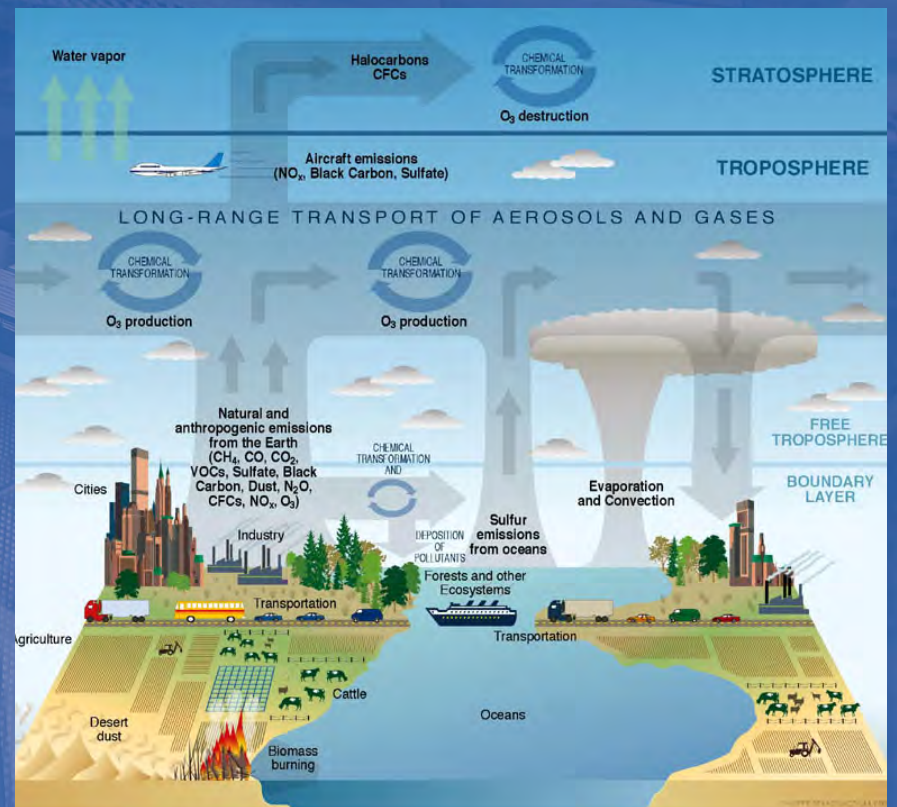 Water vapor
Halocarbons
CFCs
CHEMICAL
TRANSFORMATION
O₃ destruction
STRATOSPHERE
Aircraft emissions
(NOₓ, Black Carbon, Sulfate)
TROPOSPHERE
LONG-RANGE TRANSPORT OF AEROSOLS AND GASES
CHEMICAL
TRANSFORMATION
O₃ production
CHEMICAL
TRANSFORMATION
O₃ production
Natural and
anthropogenic emissions
from the Earth
(CH₄, CO, CO₂,
VOCs, Sulfate, Black
Carbon, Dust, N₂O,
CFCs, NOₓ, O₃)
FREE
TROPOSPHERE
CHEMICAL
TRANSFORMATION
AND
DEPOSITION
OF
POLLUTANTS
BOUNDARY
LAYER
Cities
Evaporation
and Convection
Industry
Sulfur
emissions
from oceans
Forests and other
Ecosystems
Transportation
Transportation
Agriculture
Cattle
Desert
dust
Oceans
Biomass
burning